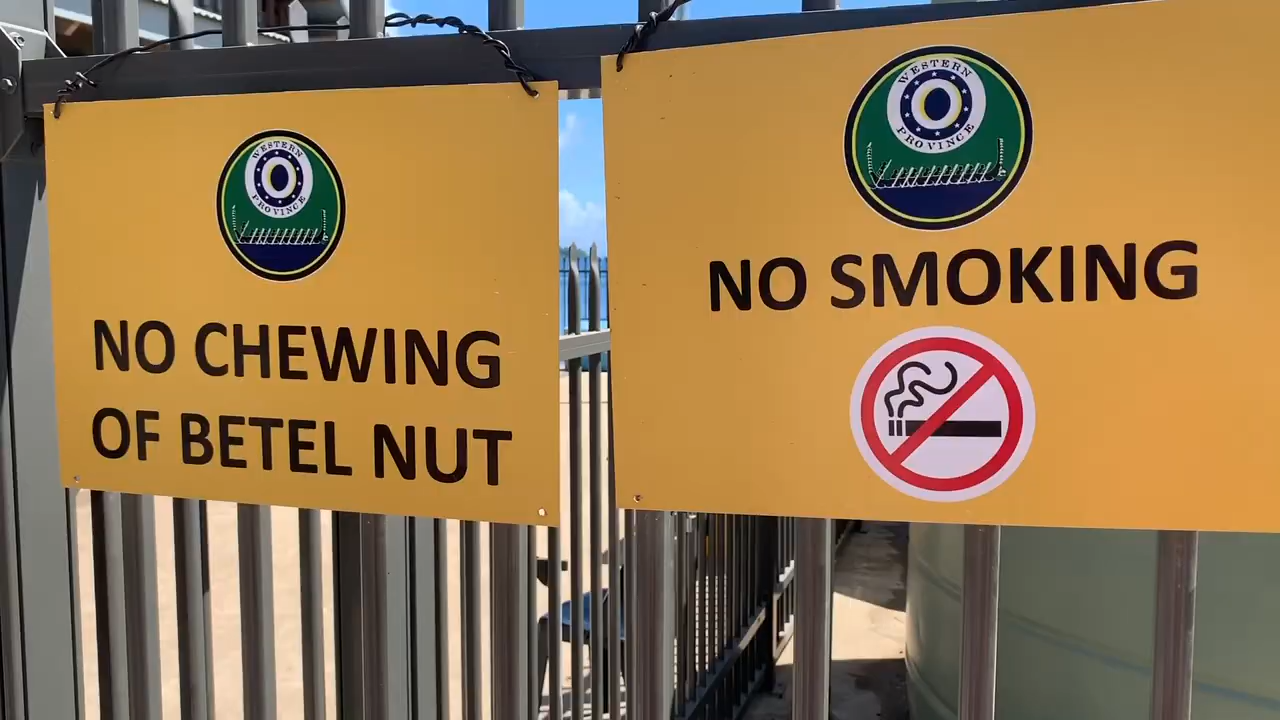 WESTERN
PROVINCE
NO CHEWING
OF BETEL NUT
WESTERN
PROVINCE
NO SMOKING